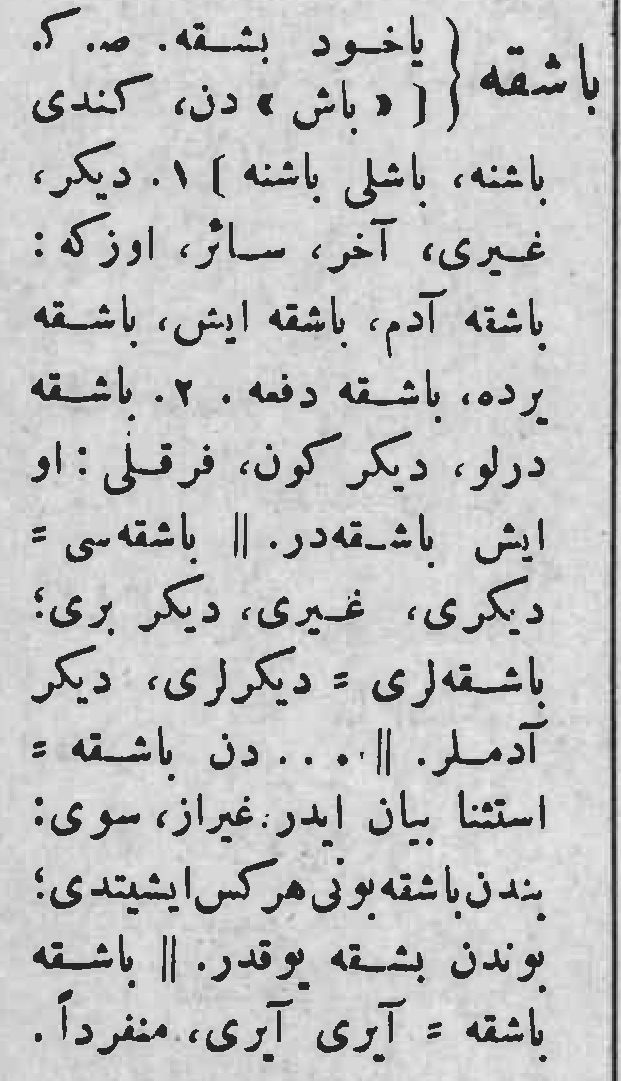 باشقه { یاخود بشقه. ص. ک.
[ « باش » دن، کندی
باشنه، باشلی باشنه ] ١. دیکر،
غیری، آخر، سائر، اوزکه :
باشقه آدم، باشقه ایش، باشقه
یرده، باشقه دفعه . ٢. باشقه
درلو، دیکر کون، فرقلی : او
ایش باشقه‌در. || باشقه‌سی =
دیکری، غیری، دیکر بری؛
باشقه‌لری = دیکرلری، دیکر
آدملر. || ... دن باشقه =
استثنا بیان ایدر. غیراز، سوی:
بندن باشقه بونی هرکس ایشیتدی؛
بوندن بشقه یوقدر. || باشقه
باشقه = آیری آیری، منفرداً .